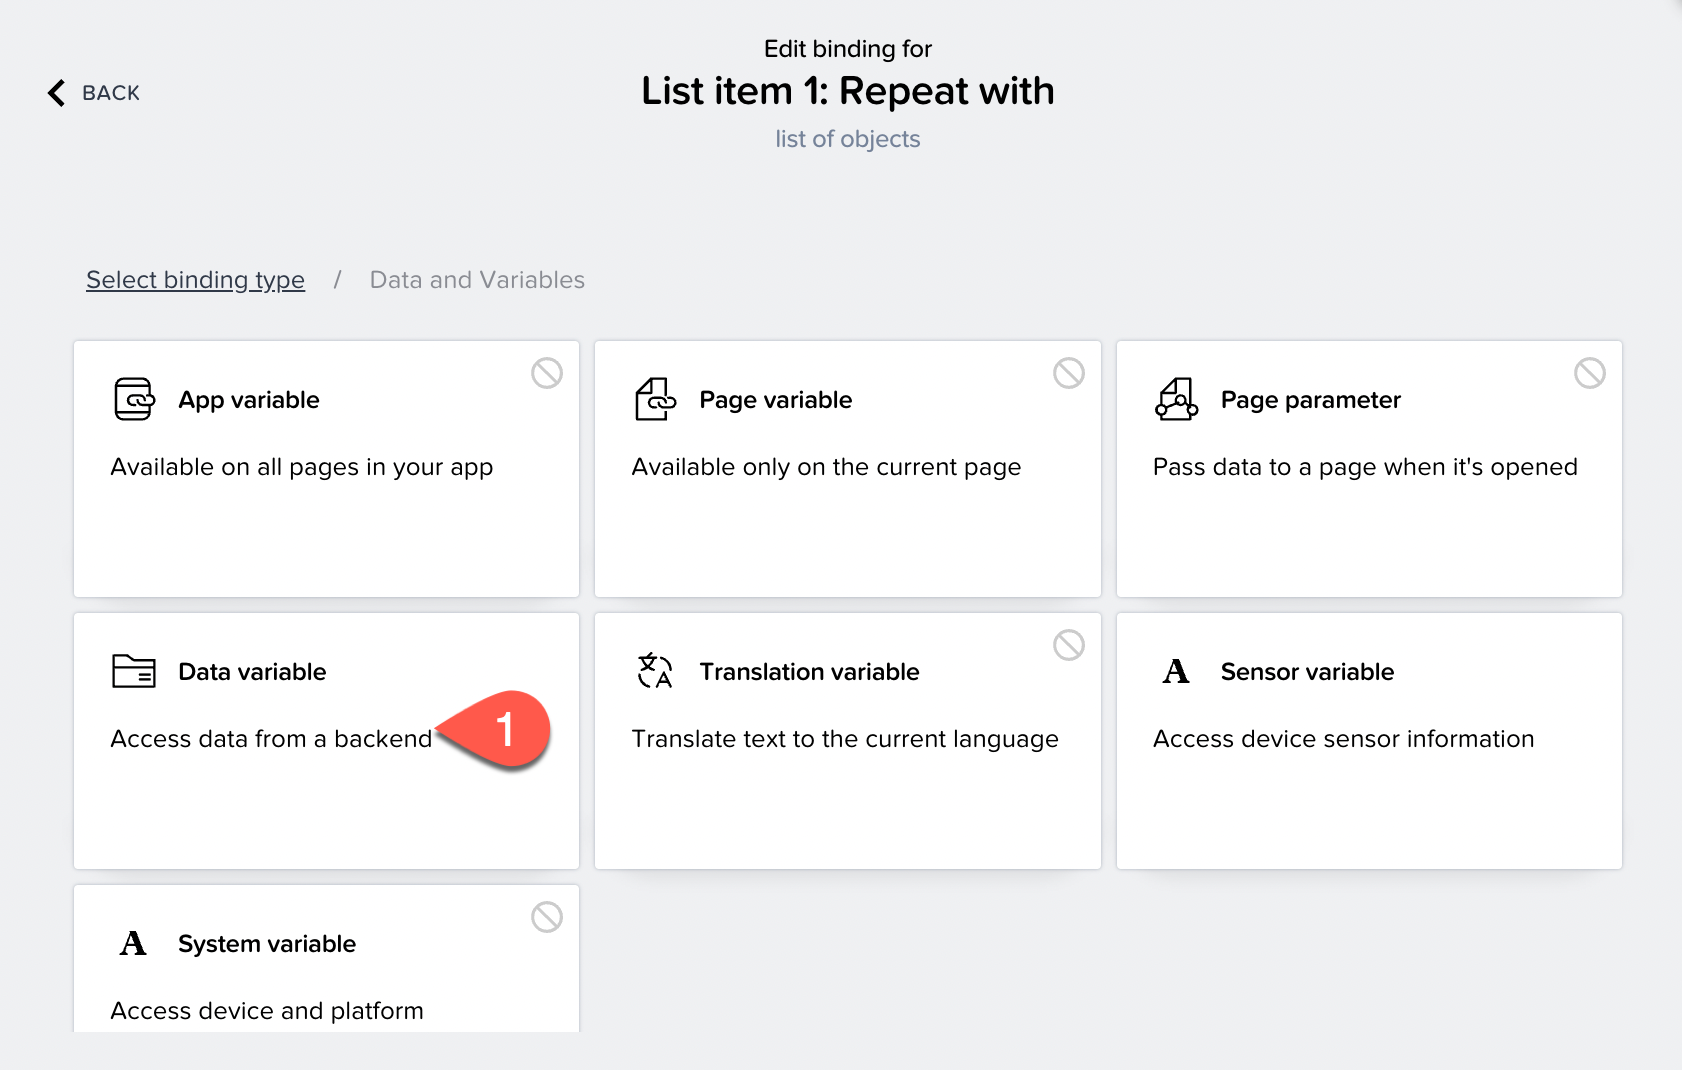 Edit binding for
BACK
List item 1: Repeat with
list of objects
Select binding type / Data and Variables
App variable
Available on all pages in your app
Page variable
Available only on the current page
Page parameter
Pass data to a page when it's opened
Data variable
Access data from a backend
1
Translation variable
Translate text to the current language
Sensor variable
Access device sensor information
System variable
Access device and platform